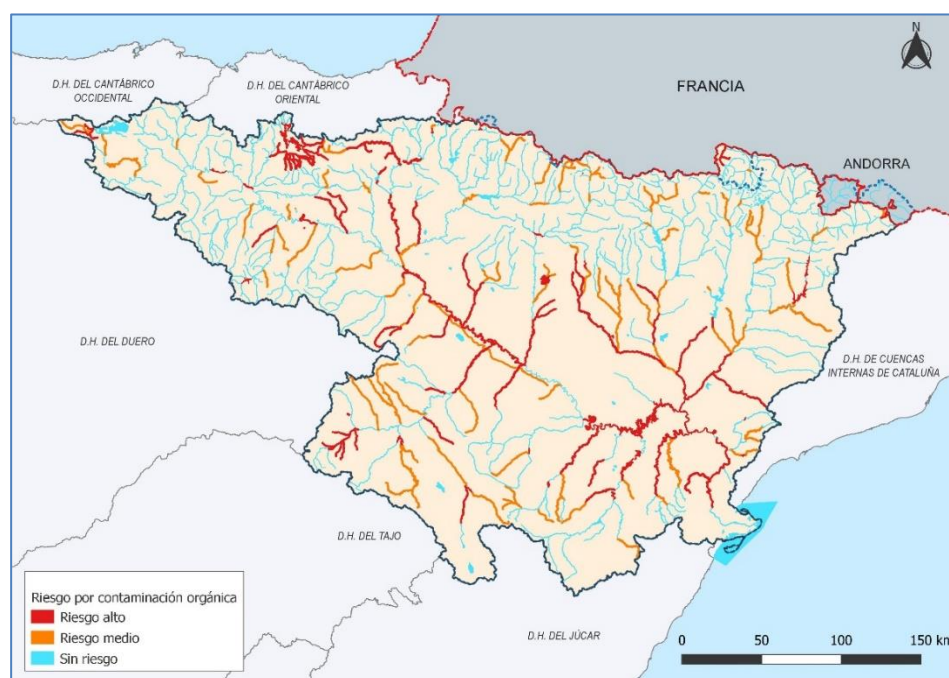 N
D.H. DEL CANTÁBRICO
OCCIDENTAL
D.H. DEL CANTÁBRICO
ORIENTAL
FRANCIA
ANDORRA
D.H. DEL DUERO
D.H. DE CUENCAS
INTERNAS DE CATALUÑA
D.H. DEL TAJO
D.H. DEL JÚCAR
Riesgo por contaminación orgánica
Riesgo alto
Riesgo medio
Sin riesgo
0 50 100 150 km